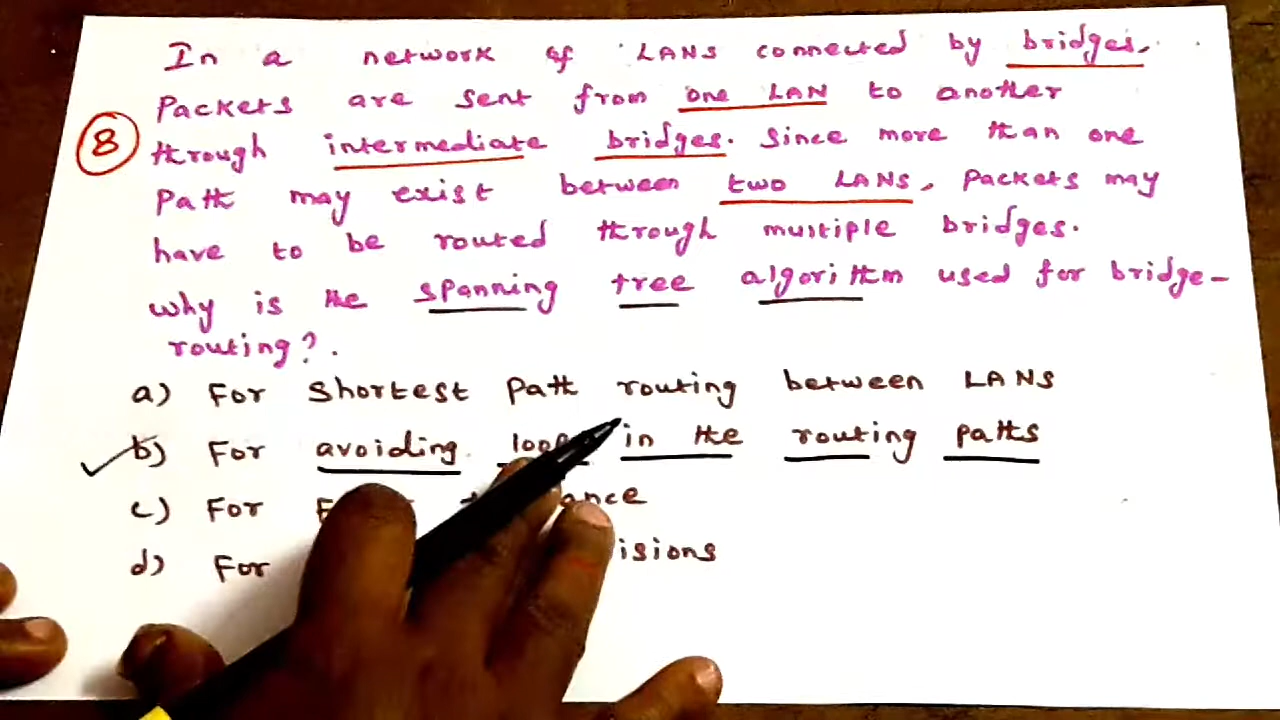 In a network of LANs connected by bridges,
Packets are sent from one LAN to another
⑧ through intermediate bridges. Since more than one
Path may exist between two LANs, Packets may
have to be routed through multiple bridges.
why is the spanning tree algorithm used for bridge-
routing?.
a) For Shortest Path routing between LANS
b) For avoiding in the routing paths
c) For
d) For